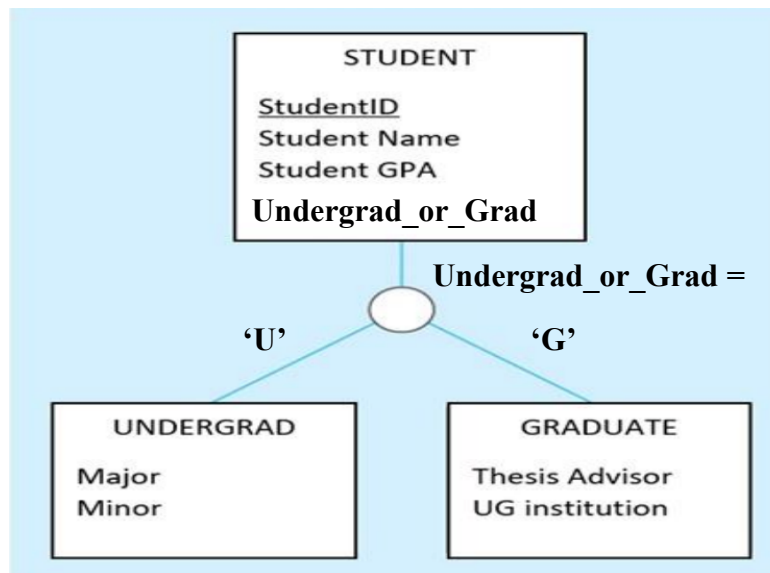 STUDENT
StudentID
Student Name
Student GPA
Undergrad_or_Grad
Undergrad_or_Grad =
‘U’
‘G’
UNDERGRAD
Major
Minor
GRADUATE
Thesis Advisor
UG institution